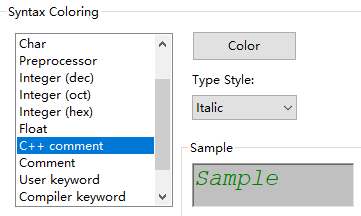 Syntax Coloring
Char
Preprocessor
Integer (dec)
Integer (oct)
Integer (hex)
Float
C++ comment
Comment
User keyword
Compiler keyword
Color
Type Style:
Italic
Sample
Sample